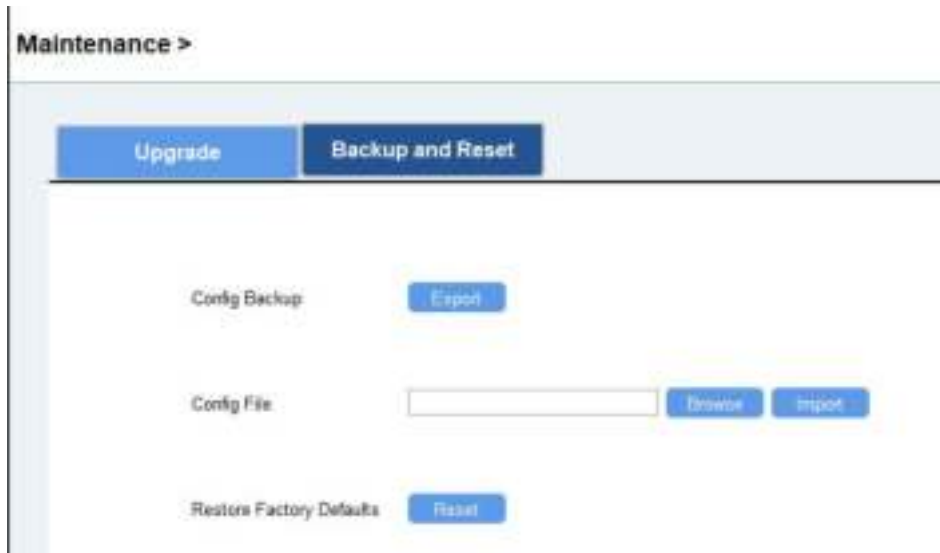 Maintenance >
Upgrade Backup and Reset
Config Backup Export
Config File Browse Import
Restore Factory Defaults Reset